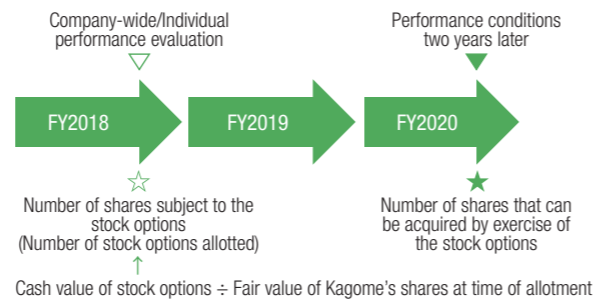 Company-wide/Individual
performance evaluation
Performance conditions
two years later
FY2018
FY2019
FY2020
Number of shares subject to the
stock options
(Number of stock options allotted)
Number of shares that can
be acquired by exercise of
the stock options
Cash value of stock options ÷ Fair value of Kagome’s shares at time of allotment